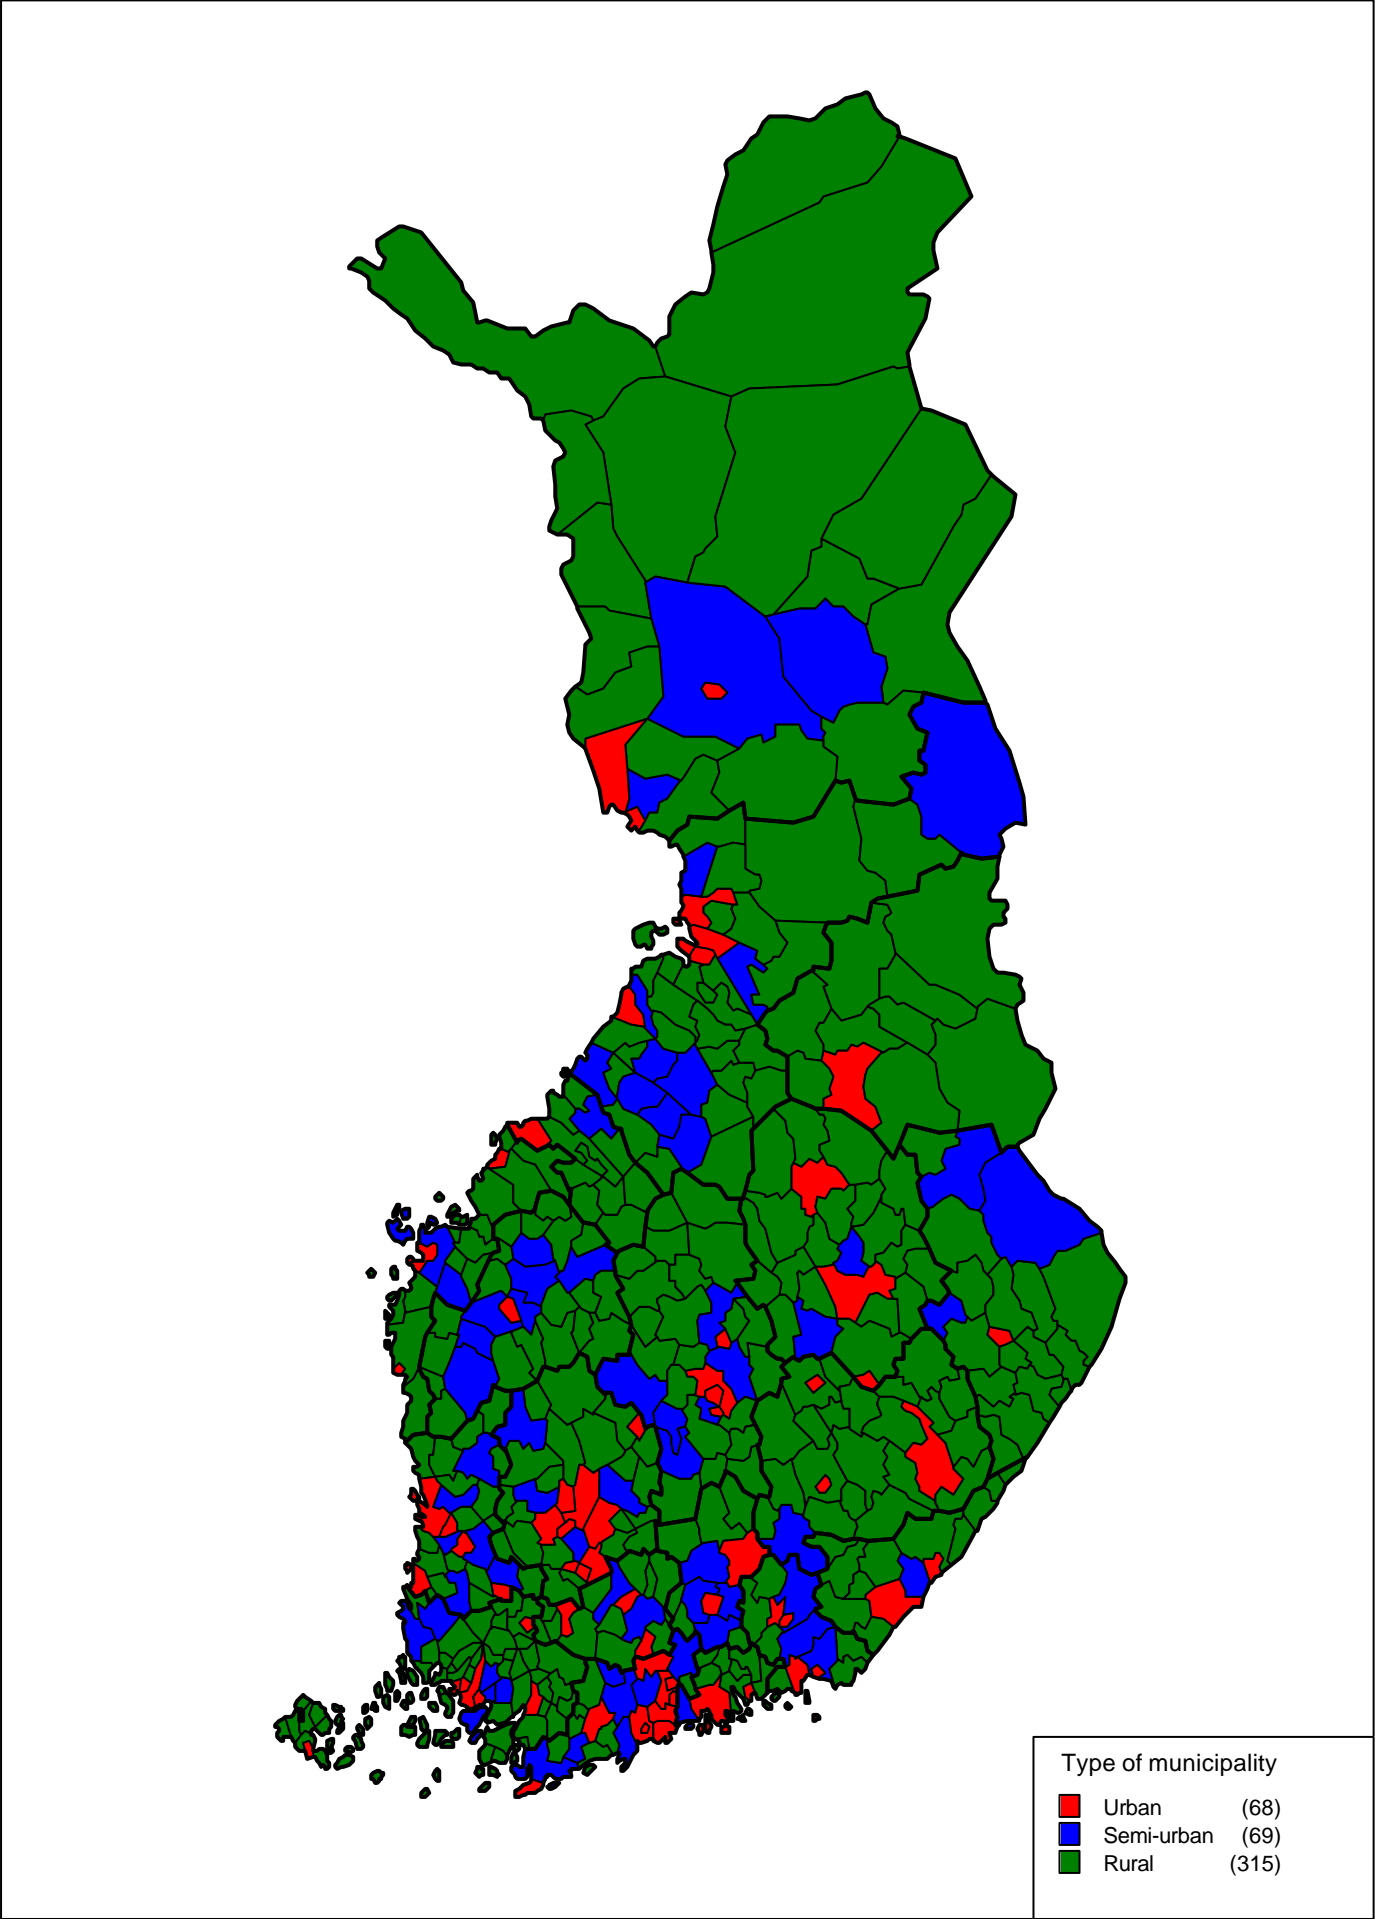 Type of municipality
Urban (68)
Semi-urban (69)
Rural (315)